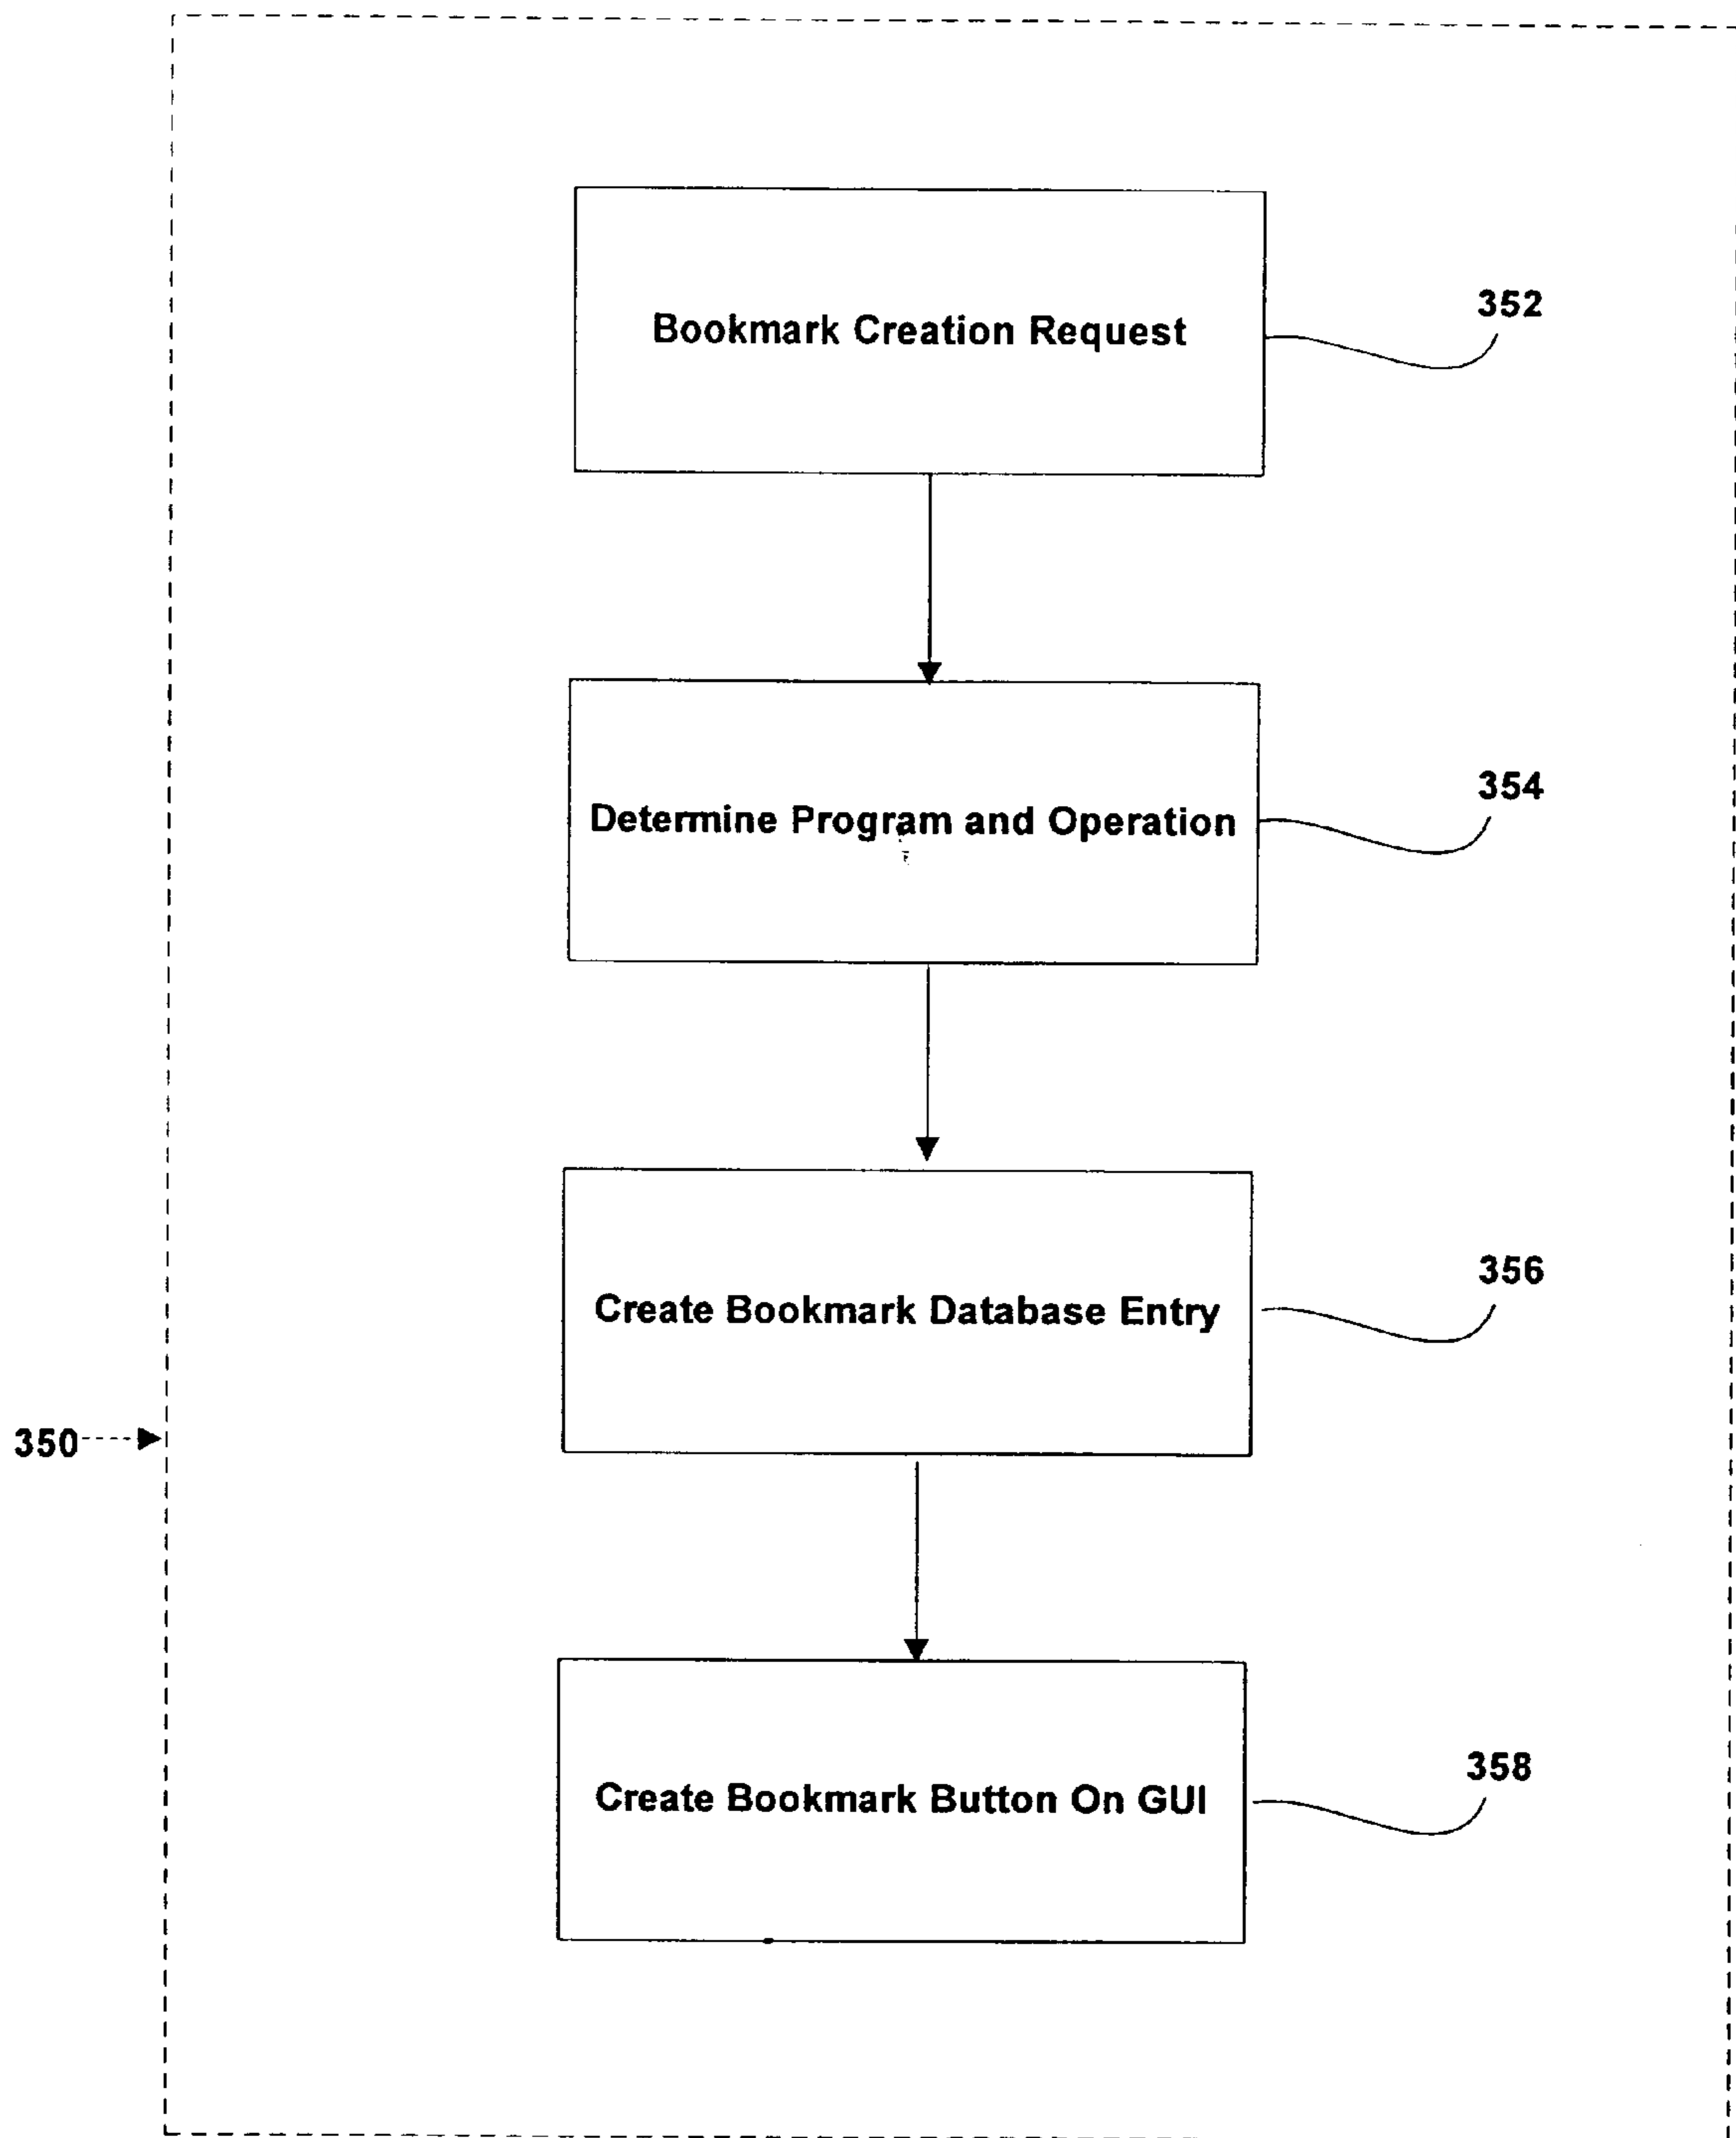 Bookmark Creation Request
352
Determine Program and Operation
354
Create Bookmark Database Entry
356
350
Create Bookmark Button On GUI
358